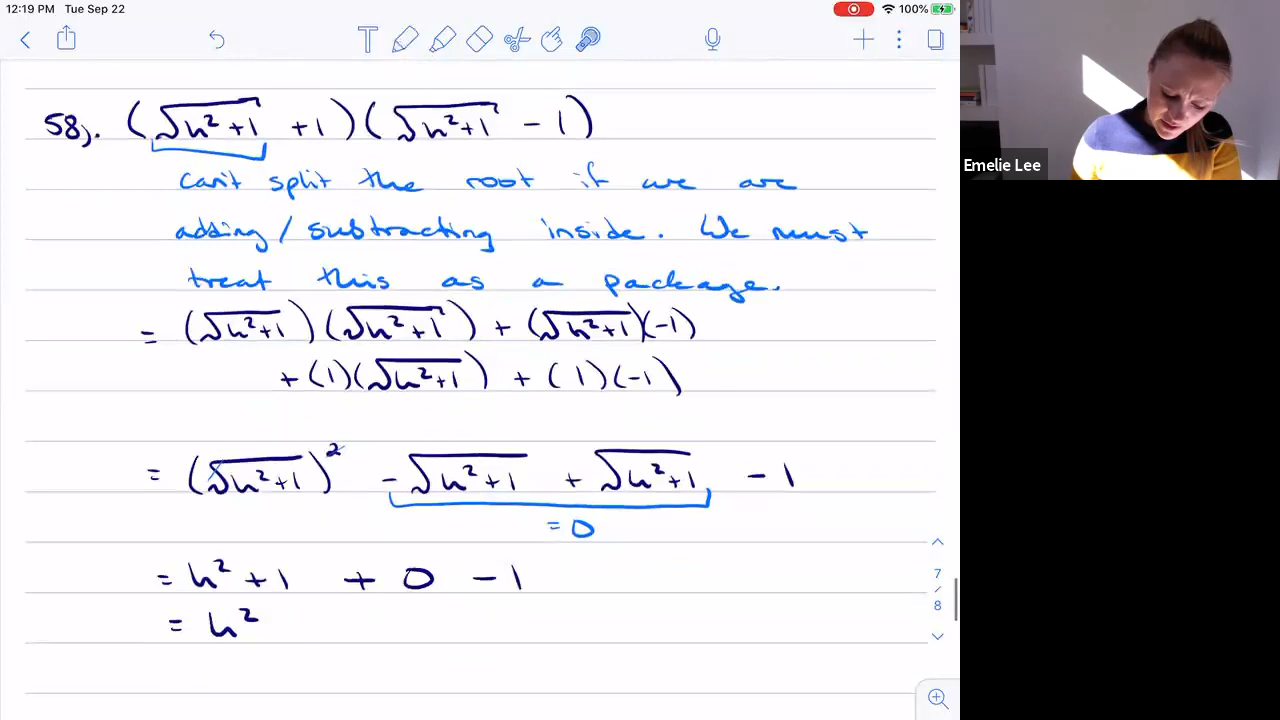 12:19 PM Tue Sep 22
100%
58j. (√h²+1 + 1)(√h²+1 - 1)
can't split the root if we are
adding/subtracting inside. We must
treat this as a package.
= (√h²+1)(√h²+1) + (√h²+1)(-1)
+ (1)(√h²+1) + (1)(-1)
= (√h²+1)² - √h²+1 + √h²+1 - 1
= 0
= h² + 1 + 0 - 1
= h²
7
/
8
Emelie Lee